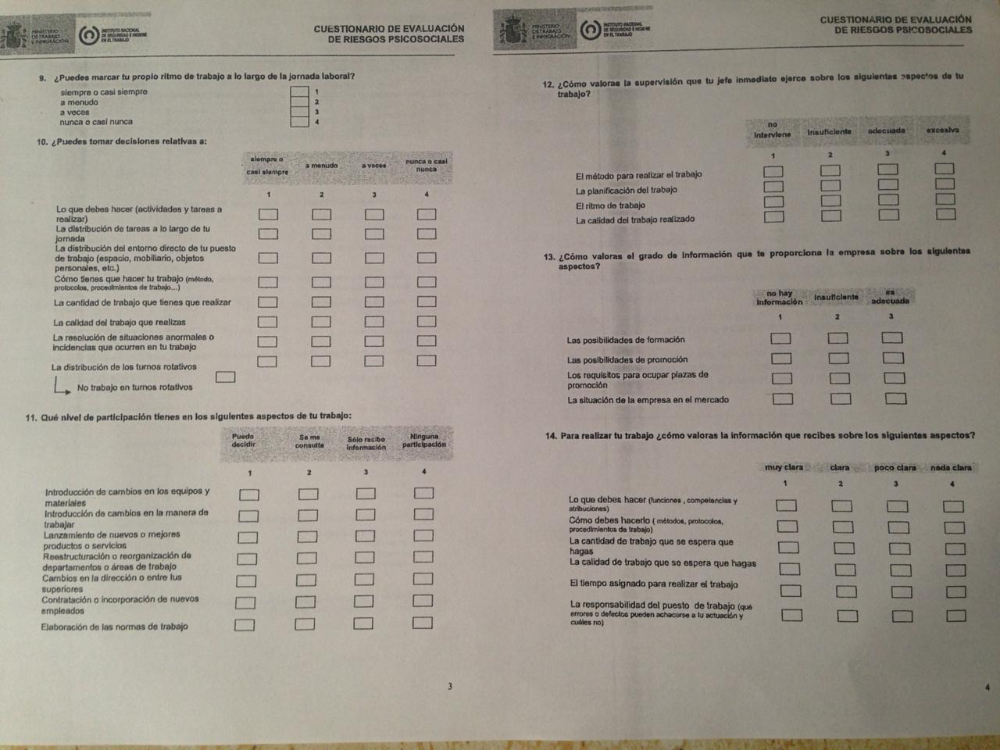 MINISTERIO
DE TRABAJO
E INMIGRACIÓN
INSTITUTO NACIONAL
DE SEGURIDAD E HIGIENE
EN EL TRABAJO
CUESTIONARIO DE EVALUACIÓN
DE RIESGOS PSICOSOCIALES
9. ¿Puedes marcar tu propio ritmo de trabajo a lo largo de la jornada laboral?
siempre o casi siempre 1
a menudo 2
a veces 3
nunca o casi nunca 4
10. ¿Puedes tomar decisiones relativas a:
siempre o casi siempre a menudo a veces nunca o casi nunca
1 2 3 4
Lo que debes hacer (actividades y tareas a
realizar)
La distribución de tareas a lo largo de tu
jornada
La distribución del entorno directo de tu puesto
de trabajo (espacio, mobiliario, objetos
personales, etc.)
Cómo tienes que hacer tu trabajo (método,
protocolos, procedimientos de trabajo...)
La cantidad de trabajo que tienes que realizar
La calidad del trabajo que realizas
La resolución de situaciones anormales o
incidencias que ocurren en tu trabajo
La distribución de los turnos rotativos
No trabajo en turnos rotativos
11. Qué nivel de participación tienes en los siguientes aspectos de tu trabajo:
Puedo decidir Se me consulta Sólo recibo información Ninguna participación
1 2 3 4
Introducción de cambios en los equipos y
materiales
Introducción de cambios en la manera de
trabajar
Lanzamiento de nuevos o mejores
productos o servicios
Reestructuración o reorganización de
departamentos o áreas de trabajo
Cambios en la dirección o entre tus
superiores
Contratación o incorporación de nuevos
empleados
Elaboración de las normas de trabajo
3
MINISTERIO
DE TRABAJO
E INMIGRACIÓN
INSTITUTO NACIONAL
DE SEGURIDAD E HIGIENE
EN EL TRABAJO
CUESTIONARIO DE EVALUACIÓN
DE RIESGOS PSICOSOCIALES
12. ¿Cómo valoras la supervisión que tu jefe inmediato ejerce sobre los siguientes aspectos de tu
trabajo?
no interviene insuficiente adecuada excesiva
1 2 3 4
El método para realizar el trabajo
La planificación del trabajo
El ritmo de trabajo
La calidad del trabajo realizado
13. ¿Cómo valoras el grado de información que te proporciona la empresa sobre los siguientes
aspectos?
no hay información insuficiente es adecuada
1 2 3
Las posibilidades de formación
Las posibilidades de promoción
Los requisitos para ocupar plazas de
promoción
La situación de la empresa en el mercado
14. Para realizar tu trabajo ¿cómo valoras la información que recibes sobre los siguientes aspectos?
muy clara clara poco clara nada clara
1 2 3 4
Lo que debes hacer (funciones , competencias y
atribuciones)
Cómo debes hacerlo ( métodos, protocolos,
procedimientos de trabajo)
La cantidad de trabajo que se espera que
hagas
La calidad de trabajo que se espera que hagas
El tiempo asignado para realizar el trabajo
La responsabilidad del puesto de trabajo (qué
errores o defectos pueden achacarse a tu actuación y
cuáles no)
4